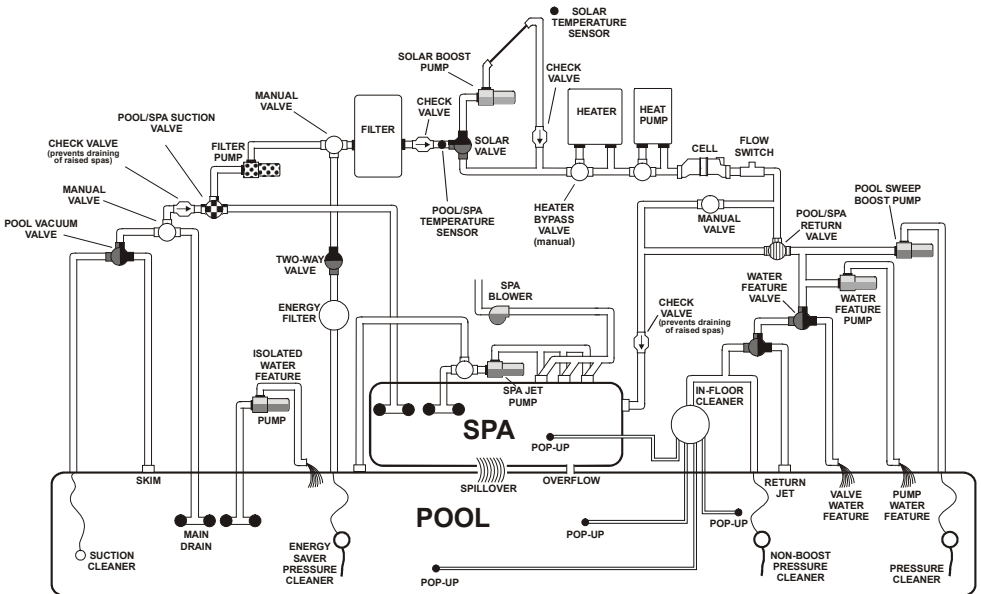 SOLAR
TEMPERATURE
SENSOR
SOLAR BOOST
PUMP
CHECK
VALVE
MANUAL
VALVE
CHECK
VALVE
FILTER
HEATER
HEAT
PUMP
POOL/SPA SUCTION
VALVE
SOLAR
VALVE
CELL
FLOW
SWITCH
CHECK VALVE
(prevents draining
of raised spas)
FILTER
PUMP
MANUAL
VALVE
POOL/SPA
TEMPERATURE
SENSOR
HEATER
BYPASS
VALVE
(manual)
MANUAL
VALVE
POOL/SPA
RETURN
VALVE
POOL SWEEP
BOOST PUMP
POOL VACUUM
VALVE
TWO-WAY
VALVE
SPA
BLOWER
WATER
FEATURE
VALVE
WATER
FEATURE
PUMP
ENERGY
FILTER
CHECK
VALVE
(prevents draining
of raised spas)
ISOLATED
WATER
FEATURE
PUMP
SPA JET
PUMP
IN-FLOOR
CLEANER
SPA
POP-UP
SKIM
SPILLOVER
OVERFLOW
RETURN
JET
VALVE
WATER
FEATURE
PUMP
WATER
FEATURE
POOL
MAIN
DRAIN
POP-UP
POP-UP
SUCTION
CLEANER
ENERGY
SAVER
PRESSURE
CLEANER
POP-UP
NON-BOOST
PRESSURE
CLEANER
PRESSURE
CLEANER